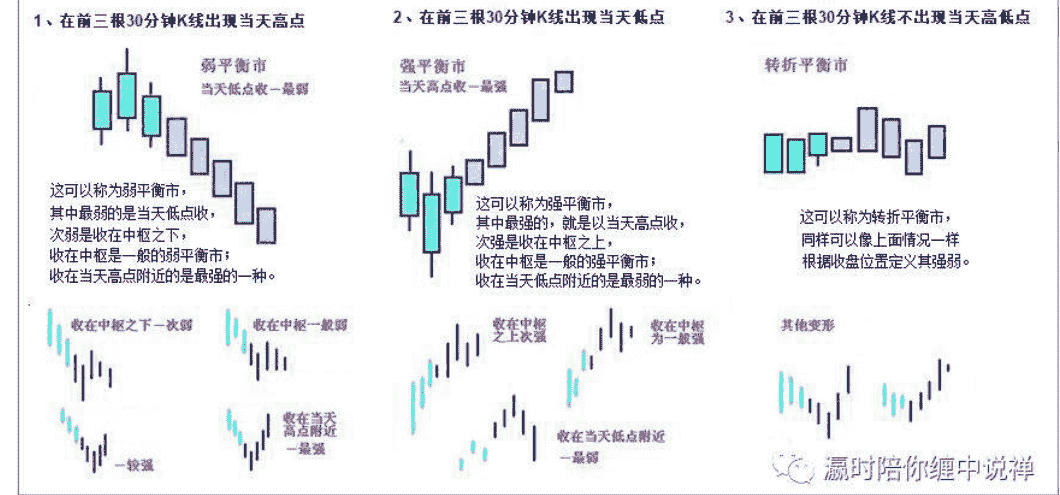 1、在前三根30分钟K线出现当天高点
弱平衡市
当天低点收－最弱
这可以称为弱平衡市，
其中最弱的是当天低点收，
次弱是收在中枢之下，
收在中枢是一般的弱平衡市；
收在当天高点附近的是最强的一种。
收在中枢之下－次弱
收在中枢一般弱
－较强
收在当天
高点附近
－最强
2、在前三根30分钟K线出现当天低点
强平衡市
当天高点收－最强
这可以称为强平衡市，
其中最强的，就是以当天高点收，
次强是收在中枢之上，
收在中枢是一般的强平衡市；
收在当天低点附近的是最弱的一种。
收在中枢
之上次强
收在中枢
为一般强
收在当天低点附近
－最弱
3、在前三根30分钟K线不出现当天高低点
转折平衡市
这可以称为转折平衡市，
同样可以像上面情况一样
根据收盘位置定义其强弱。
其他变形
瀛时陪你缠中说禅